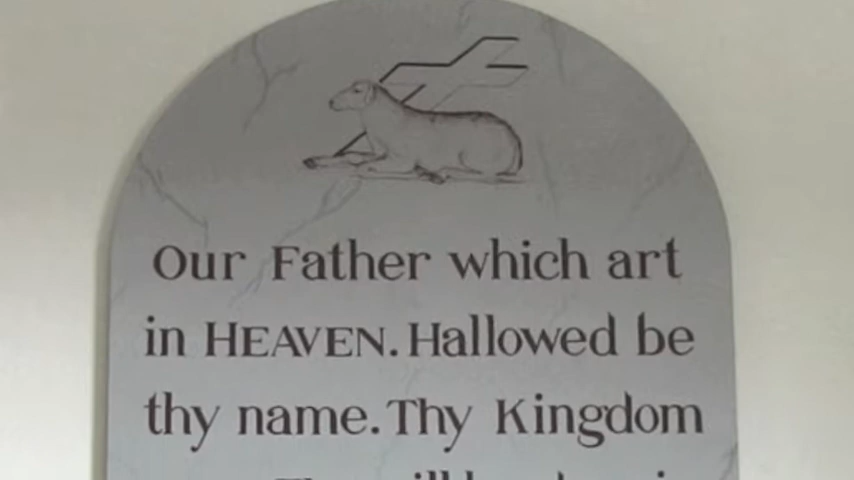 Our Father which art
in HEAVEN. Hallowed be
thy name. Thy Kingdom